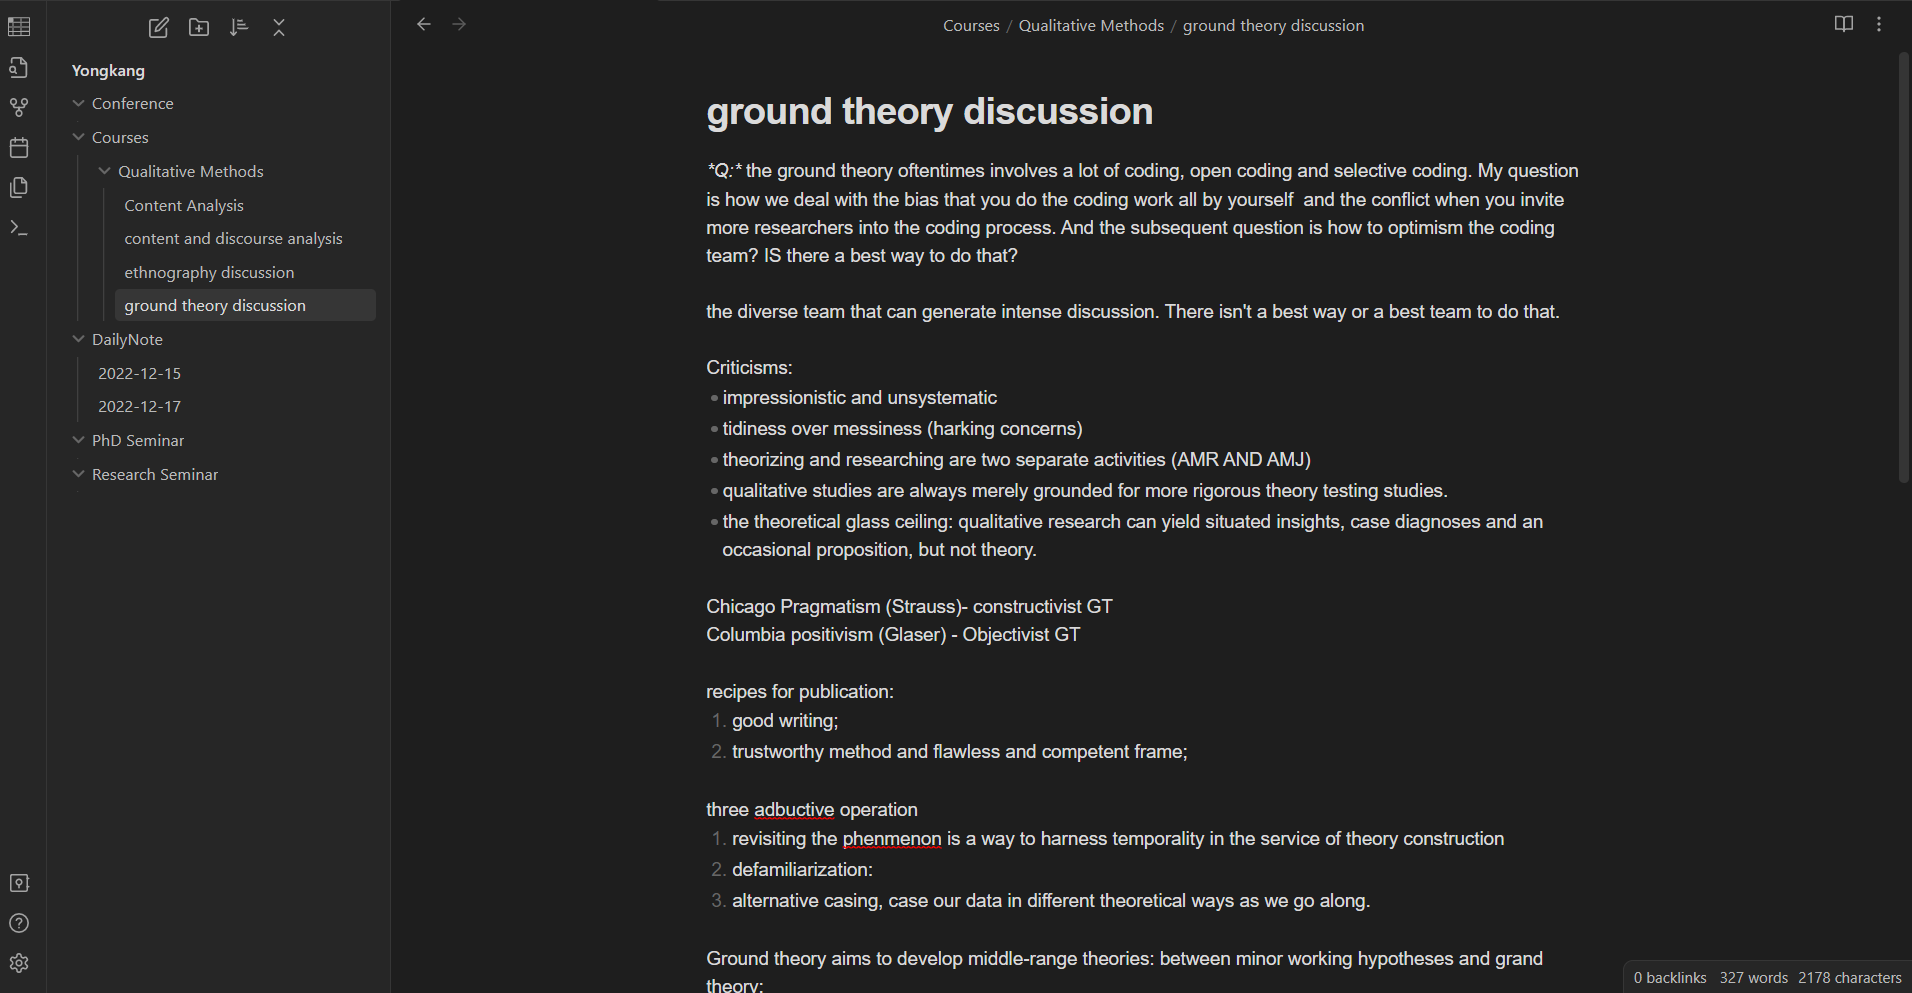 Yongkang
Conference
Courses
Qualitative Methods
Content Analysis
content and discourse analysis
ethnography discussion
ground theory discussion
DailyNote
2022-12-15
2022-12-17
PhD Seminar
Research Seminar
Courses / Qualitative Methods / ground theory discussion
ground theory discussion
*Q:* the ground theory oftentimes involves a lot of coding, open coding and selective coding. My question
is how we deal with the bias that you do the coding work all by yourself  and the conflict when you invite
more researchers into the coding process. And the subsequent question is how to optimism the coding
team? IS there a best way to do that?
the diverse team that can generate intense discussion. There isn't a best way or a best team to do that.
Criticisms:
• impressionistic and unsystematic
• tidiness over messiness (harking concerns)
• theorizing and researching are two separate activities (AMR AND AMJ)
• qualitative studies are always merely grounded for more rigorous theory testing studies.
• the theoretical glass ceiling: qualitative research can yield situated insights, case diagnoses and an
occasional proposition, but not theory.
Chicago Pragmatism (Strauss)- constructivist GT
Columbia positivism (Glaser) - Objectivist GT
recipes for publication:
1. good writing;
2. trustworthy method and flawless and competent frame;
three adbuctive operation
1. revisiting the phenmenon is a way to harness temporality in the service of theory construction
2. defamiliarization:
3. alternative casing, case our data in different theoretical ways as we go along.
Ground theory aims to develop middle-range theories: between minor working hypotheses and grand
theory;
0 backlinks 327 words 2178 characters